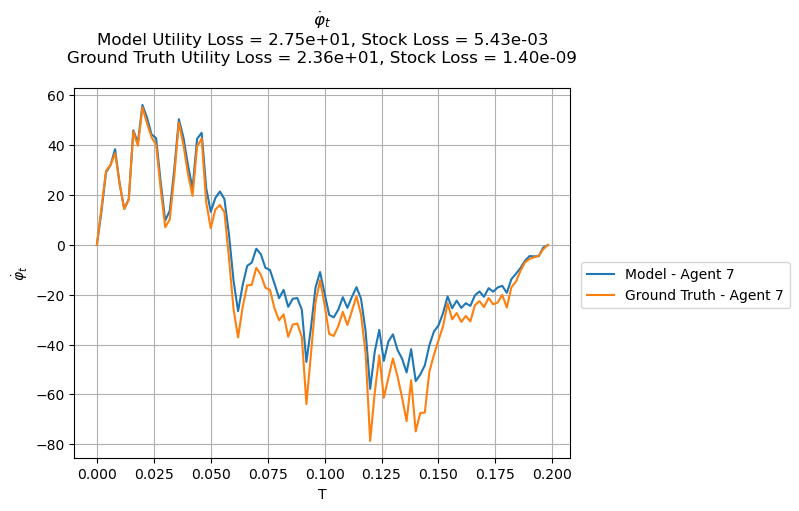 φ̇ₜ
Model Utility Loss = 2.75e+01, Stock Loss = 5.43e-03
Ground Truth Utility Loss = 2.36e+01, Stock Loss = 1.40e-09
60
40
20
0
−20
−40
−60
−80
φ̇ₜ
0.000
0.025
0.050
0.075
0.100
0.125
0.150
0.175
0.200
T
Model - Agent 7
Ground Truth - Agent 7